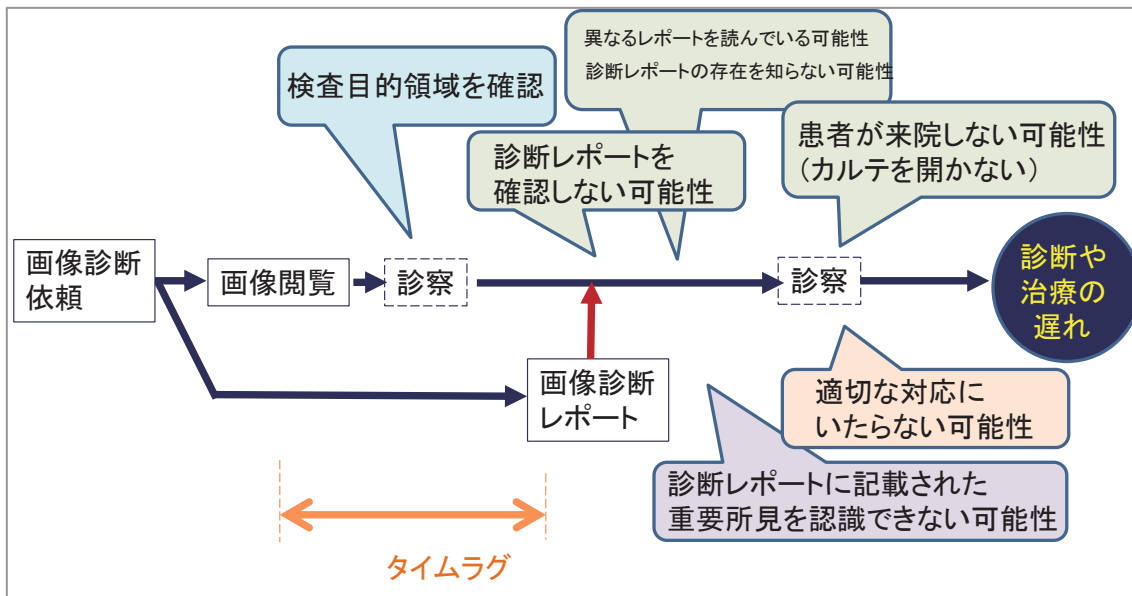 異なるレポートを読んでいる可能性
診断レポートの存在を知らない可能性
検査目的領域を確認
患者が来院しない可能性
（カルテを開かない）
診断レポートを
確認しない可能性
画像診断
依頼
画像閲覧
診察
診察
診断や
治療の
遅れ
画像診断
レポート
適切な対応に
いたらない可能性
診断レポートに記載された
重要所見を認識できない可能性
タイムラグ